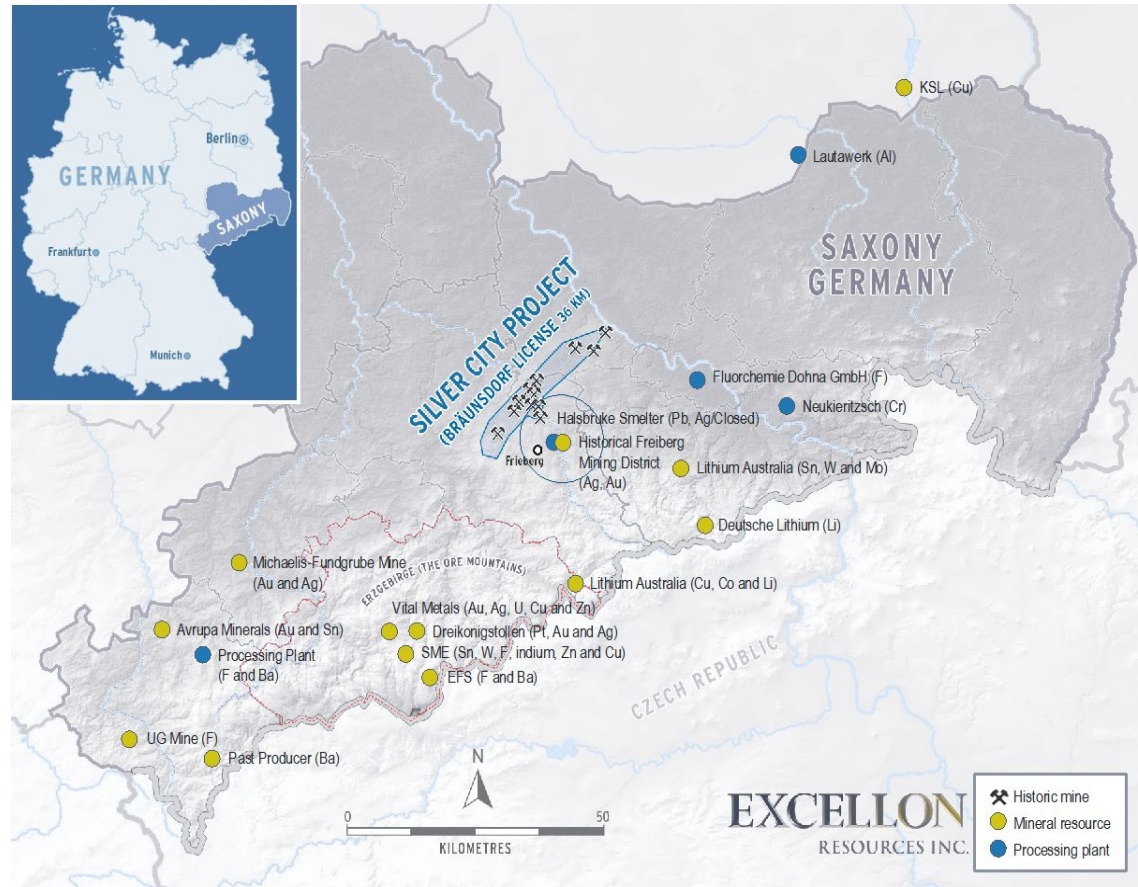 Berlin
GERMANY
SAXONY
Frankfurt
Munich
KSL (Cu)
Lautawerk (Al)
SAXONY
GERMANY
SILVER CITY PROJECT
(BRÄUNSDORF LICENSE 36 KM)
Fluorchemie Dohna GmbH (F)
Neukieritzsch (Cr)
Halsbruke Smelter (Pb, Ag/Closed)
Historical Freiberg
Mining District
(Ag, Au)
Frieberg
Lithium Australia (Sn, W and Mo)
Deutsche Lithium (Li)
Michaelis-Fundgrube Mine
(Au and Ag)
ERZGEBIRGE (THE ORE MOUNTAINS)
Lithium Australia (Cu, Co and Li)
Vital Metals (Au, Ag, U, Cu and Zn)
Avrupa Minerals (Au and Sn)
Dreikonigstollen (Pt, Au and Ag)
Processing Plant
(F and Ba)
SME (Sn, W, F, indium, Zn and Cu)
EFS (F and Ba)
CZECH REPUBLIC
UG Mine (F)
Past Producer (Ba)
N
0 50
KILOMETRES
EXCELLON
RESOURCES INC.
Historic mine
Mineral resource
Processing plant